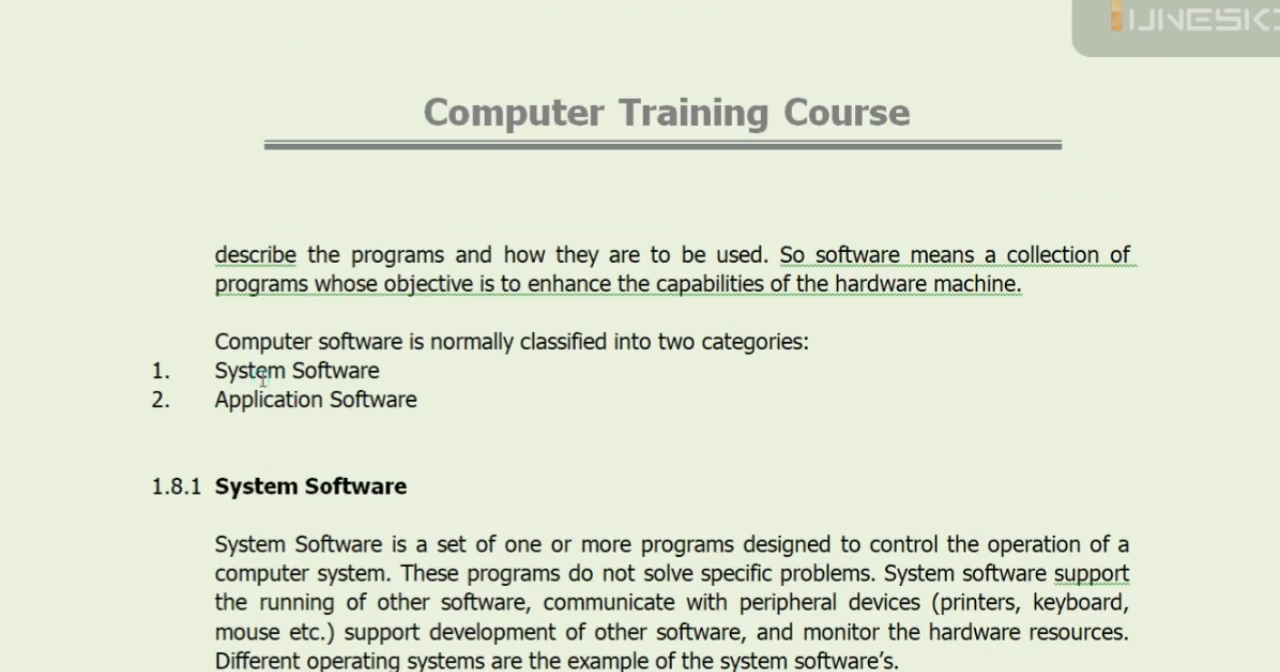 Computer Training Course
describe the programs and how they are to be used. So software means a collection of
programs whose objective is to enhance the capabilities of the hardware machine.
Computer software is normally classified into two categories:
1. System Software
2. Application Software
1.8.1 System Software
System Software is a set of one or more programs designed to control the operation of a
computer system. These programs do not solve specific problems. System software support
the running of other software, communicate with peripheral devices (printers, keyboard,
mouse etc.) support development of other software, and monitor the hardware resources.
Different operating systems are the example of the system software's.